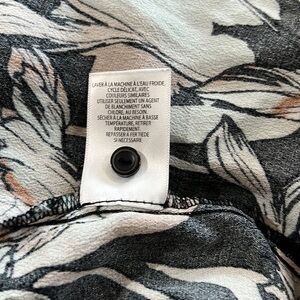 LAVER À LA MACHINE À L'EAU FROIDE,
CYCLE DÉLICAT, AVEC
COULEURS SIMILAIRES
UTILISER SEULEMENT UN AGENT
DE BLANCHIMENT SANS
CHLORE, AU BESOIN
SÉCHER À LA MACHINE À BASSE
TEMPÉRATURE, RETIRER
RAPIDEMENT.
REPASSER À FER TIÈDE
SI NÉCESSAIRE